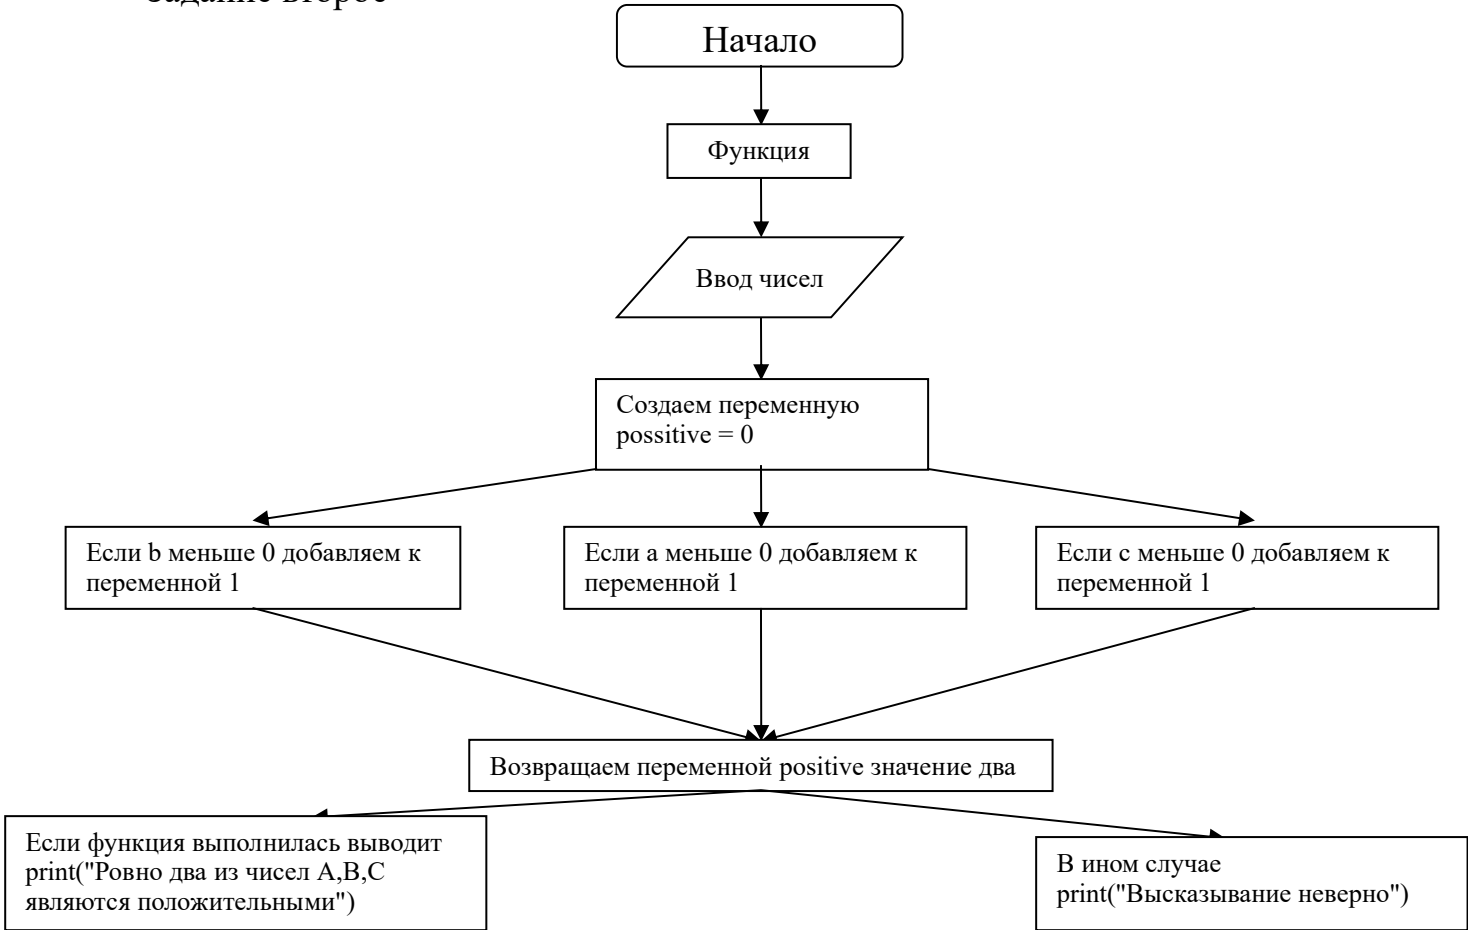 Начало
Функция
Ввод чисел
Создаем переменную
possitive = 0
Если b меньше 0 добавляем к
переменной 1
Если a меньше 0 добавляем к
переменной 1
Если c меньше 0 добавляем к
переменной 1
Возвращаем переменной positive значение два
Если функция выполнилась выводит
print("Ровно два из чисел A,B,C
являются положительными")
В ином случае
print("Высказывание неверно")